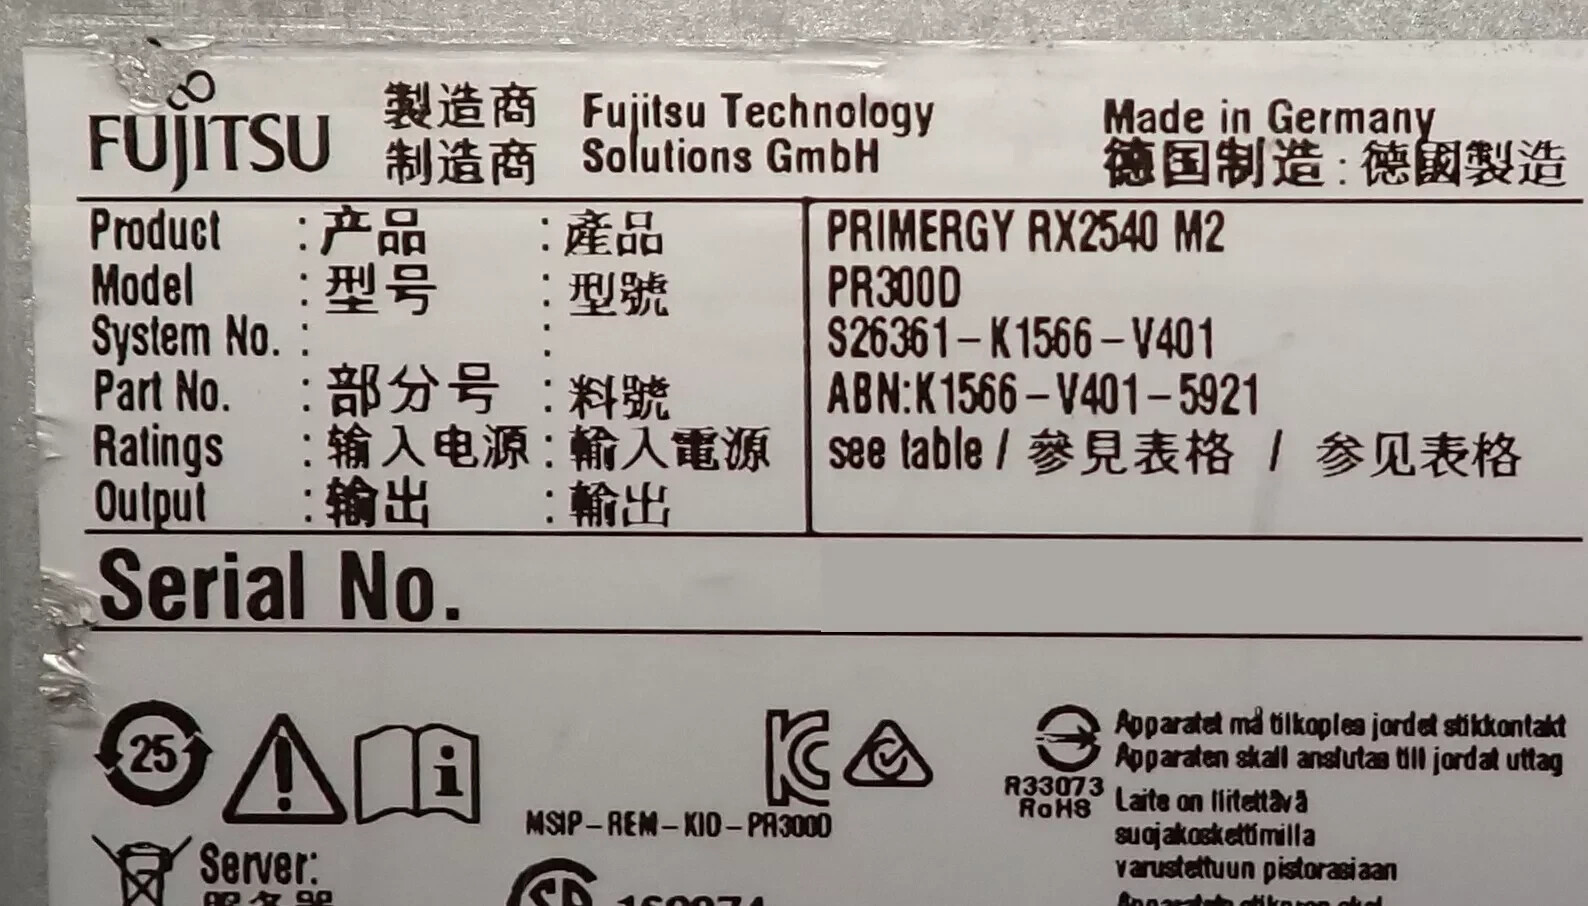 FUJITSU
製造商 Fujitsu Technology
制造商 Solutions GmbH
Made in Germany
德国制造 : 德國製造
Product : 产品 : 產品 PRIMERGY RX2540 M2
Model : 型号 : 型號 PR300D
System No. : : S26361-K1566-V401
Part No. : 部分号 : 料號 ABN:K1566-V401-5921
Ratings : 输入电源 : 輸入電源 see table / 參見表格 / 参见表格
Output : 输出 : 輸出
Serial No.
25
MSIP-REM-KID-PR300D
R33073
RoHS
Apparatet må tilkoples jordet stikkontakt
Apparaten skall anslutas till jordat uttag
Laite on liitettävä
suojakoskettimilla
varustettuun pistorasiaan
Server: